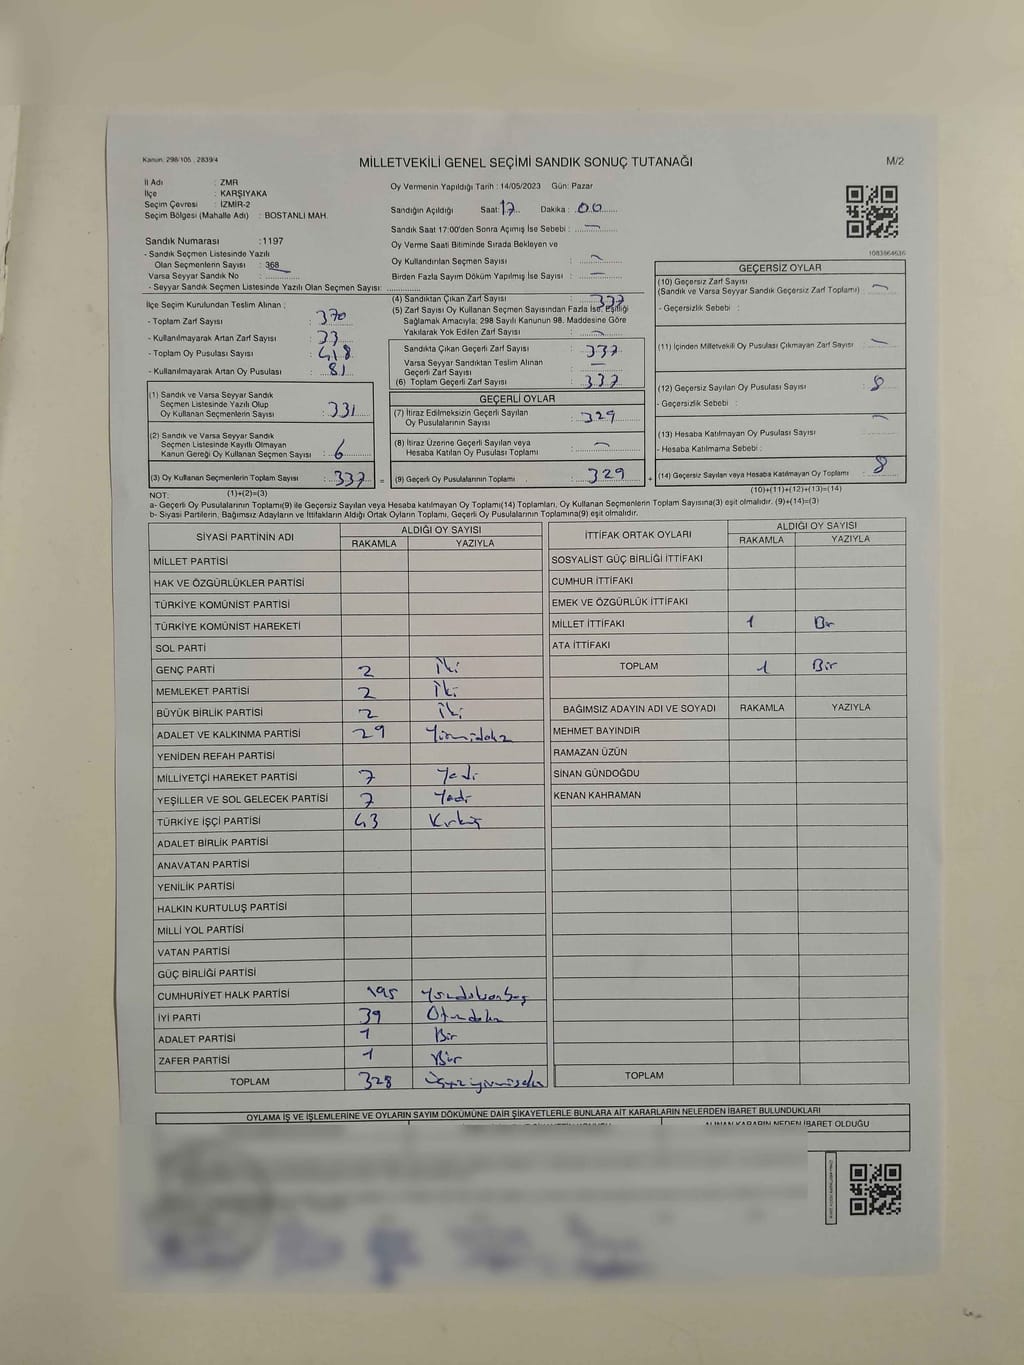 Kanun: 298/105 , 2839/4
MİLLETVEKİLİ GENEL SEÇİMİ SANDIK SONUÇ TUTANAĞI
M/2
İl Adı : ZMR
İlçe : KARŞIYAKA
Seçim Çevresi : İZMİR-2
Seçim Bölgesi (Mahalle Adı) : BOSTANLI MAH.
Sandık Numarası :1197
- Sandık Seçmen Listesinde Yazılı
Olan Seçmenlerin Sayısı : 368
Varsa Seyyar Sandık No :
- Seyyar Sandık Seçmen Listesinde Yazılı Olan Seçmen Sayısı:
Oy Vermenin Yapıldığı Tarih : 14/05/2023 Gün: Pazar
Sandığın Açıldığı Saat: 17 Dakika : 00
Sandık Saat 17:00'den Sonra Açımış İse Sebebi : —
Oy Verme Saati Bitiminde Sırada Bekleyen ve
Oy Kullandırılan Seçmen Sayısı : —
Birden Fazla Sayım Döküm Yapılmış İse Sayısı : —
1083864636
İlçe Seçim Kurulundan Teslim Alınan ;
- Toplam Zarf Sayısı : 370
- Kullanılmayarak Artan Zarf Sayısı : 33
- Toplam Oy Pusulası Sayısı : 418
- Kullanılmayarak Artan Oy Pusulası : 81
(1) Sandık ve Varsa Seyyar Sandık
Seçmen Listesinde Yazılı Olup
Oy Kullanan Seçmenlerin Sayısı : 331
(2) Sandık ve Varsa Seyyar Sandık
Seçmen Listesinde Kayıtlı Olmayan
Kanun Gereği Oy Kullanan Seçmen Sayısı : 6
(3) Oy Kullanan Seçmenlerin Toplam Sayısı : 337
(4) Sandıktan Çıkan Zarf Sayısı : 337
(5) Zarf Sayısı Oy Kullanan Seçmen Sayısından Fazla İse: Eşitliği
Sağlamak Amacıyla; 298 Sayılı Kanunun 98. Maddesine Göre
Yakılarak Yok Edilen Zarf Sayısı : —
Sandıkta Çıkan Geçerli Zarf Sayısı : 337
Varsa Seyyar Sandıktan Teslim Alınan
Geçerli Zarf Sayısı : —
(6) Toplam Geçerli Zarf Sayısı : 337
GEÇERLİ OYLAR
(7) İtiraz Edilmeksizin Geçerli Sayılan
Oy Pusulalarının Sayısı : 329
(8) İtiraz Üzerine Geçerli Sayılan veya
Hesaba Katılan Oy Pusulası Toplamı : —
= (9) Geçerli Oy Pusulalarının Toplamı : 329
GEÇERSİZ OYLAR
(10) Geçersiz Zarf Sayısı
(Sandık ve Varsa Seyyar Sandık Geçersiz Zarf Toplamı) : —
- Geçersizlik Sebebi :
(11) İçinden Milletvekili Oy Pusulası Çıkmayan Zarf Sayısı : —
(12) Geçersiz Sayılan Oy Pusulası Sayısı : 8
- Geçersizlik Sebebi :
(13) Hesaba Katılmayan Oy Pusulası Sayısı : —
- Hesaba Katılmama Sebebi :
+ (14) Geçersiz Sayılan veya Hesaba Katılmayan Oy Toplamı : 8
NOT: (1)+(2)=(3)
(10)+(11)+(12)+(13)=(14)
a- Geçerli Oy Pusulalarının Toplamı(9) ile Geçersiz Sayılan veya Hesaba katılmayan Oy Toplamı(14) Toplamları, Oy Kullanan Seçmenlerin Toplam Sayısına(3) eşit olmalıdır. (9)+(14)=(3)
b- Siyasi Partilerin, Bağımsız Adayların ve İttifakların Aldığı Ortak Oyların Toplamı, Geçerli Oy Pusulalarının Toplamına(9) eşit olmalıdır.
SİYASİ PARTİNİN ADI ALDIĞI OY SAYISI
RAKAMLA YAZIYLA
MİLLET PARTİSİ
HAK VE ÖZGÜRLÜKLER PARTİSİ
TÜRKİYE KOMÜNİST PARTİSİ
TÜRKİYE KOMÜNİST HAREKETİ
SOL PARTİ
GENÇ PARTİ 2 İki
MEMLEKET PARTİSİ 2 İki
BÜYÜK BİRLİK PARTİSİ 2 İki
ADALET VE KALKINMA PARTİSİ 29 Yirmidokuz
YENİDEN REFAH PARTİSİ
MİLLİYETÇİ HAREKET PARTİSİ 7 Yedi
YEŞİLLER VE SOL GELECEK PARTİSİ 7 Yedi
TÜRKİYE İŞÇİ PARTİSİ 43 Kırküç
ADALET BİRLİK PARTİSİ
ANAVATAN PARTİSİ
YENİLİK PARTİSİ
HALKIN KURTULUŞ PARTİSİ
MİLLİ YOL PARTİSİ
VATAN PARTİSİ
GÜÇ BİRLİĞİ PARTİSİ
CUMHURİYET HALK PARTİSİ 195 Yüzdoksanbeş
İYİ PARTİ 39 Otuzdokuz
ADALET PARTİSİ 1 Bir
ZAFER PARTİSİ 1 Bir
TOPLAM 328 Üçyüzyirmisekiz
İTTİFAK ORTAK OYLARI ALDIĞI OY SAYISI
RAKAMLA YAZIYLA
SOSYALİST GÜÇ BİRLİĞİ İTTİFAKI
CUMHUR İTTİFAKI
EMEK VE ÖZGÜRLÜK İTTİFAKI
MİLLET İTTİFAKI 1 Bir
ATA İTTİFAKI
TOPLAM 1 Bir
BAĞIMSIZ ADAYIN ADI VE SOYADI RAKAMLA YAZIYLA
MEHMET BAYINDIR
RAMAZAN ÜZÜN
SİNAN GÜNDOĞDU
KENAN KAHRAMAN
TOPLAM
OYLAMA İŞ VE İŞLEMLERİNE VE OYLARIN SAYIM DÖKÜMÜNE DAİR ŞİKAYETLERLE BUNLARA AİT KARARLARIN NELERDEN İBARET BULUNDUKLARI
ALINAN KARARIN NEDEN İBARET OLDUĞU